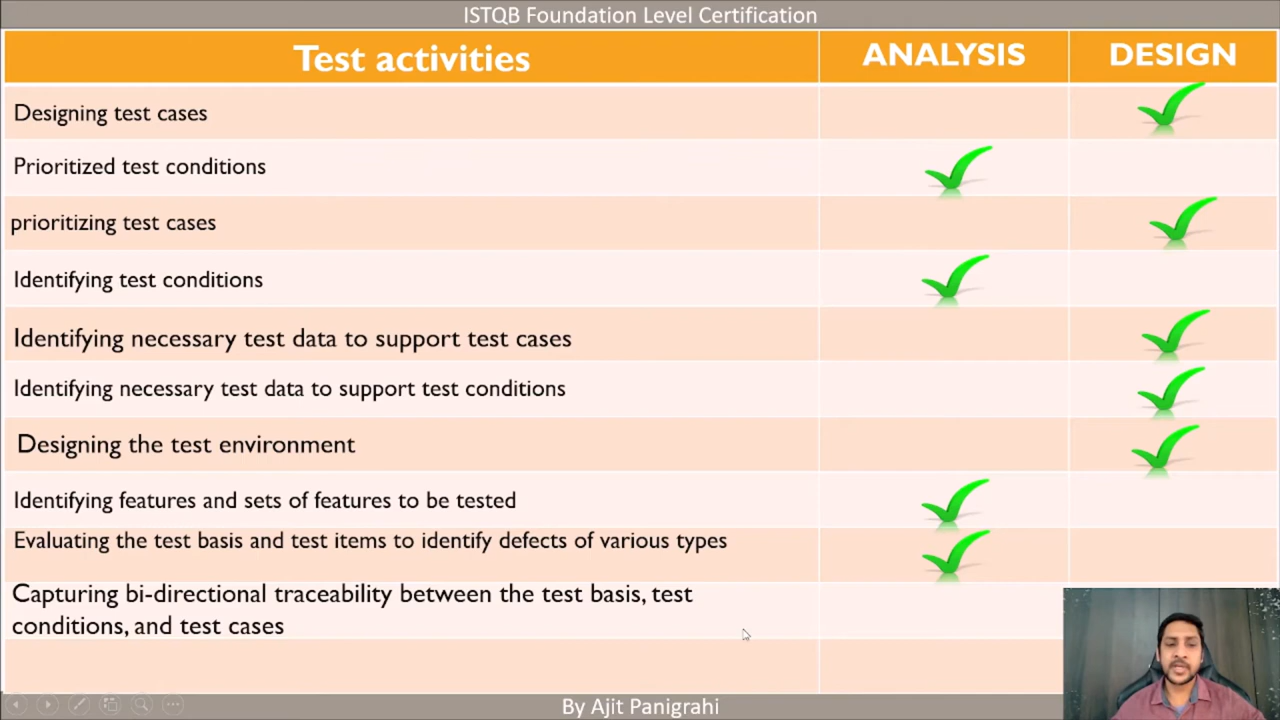 ISTQB Foundation Level Certification
Test activities
ANALYSIS
DESIGN
Designing test cases
Prioritized test conditions
prioritizing test cases
Identifying test conditions
Identifying necessary test data to support test cases
Identifying necessary test data to support test conditions
Designing the test environment
Identifying features and sets of features to be tested
Evaluating the test basis and test items to identify defects of various types
Capturing bi-directional traceability between the test basis, test
conditions, and test cases
By Ajit Panigrahi